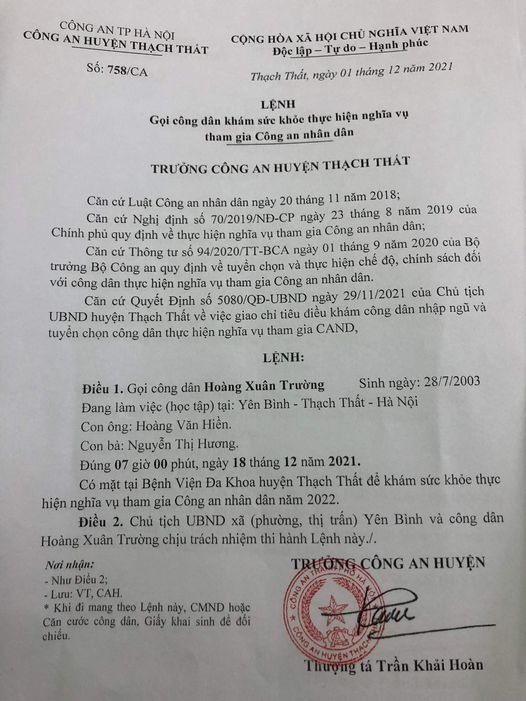 CÔNG AN TP HÀ NỘI
CÔNG AN HUYỆN THẠCH THẤT
Số: 758/CA
CỘNG HÒA XÃ HỘI CHỦ NGHĨA VIỆT NAM
Độc lập – Tự do – Hạnh phúc
Thạch Thất, ngày 01 tháng 12 năm 2021
LỆNH
Gọi công dân khám sức khỏe thực hiện nghĩa vụ
tham gia Công an nhân dân
TRƯỞNG CÔNG AN HUYỆN THẠCH THẤT
Căn cứ Luật Công an nhân dân ngày 20 tháng 11 năm 2018;
Căn cứ Nghị định số 70/2019/NĐ-CP ngày 23 tháng 8 năm 2019 của
Chính phủ quy định về thực hiện nghĩa vụ tham gia Công an nhân dân;
Căn cứ Thông tư số 94/2020/TT-BCA ngày 01 tháng 9 năm 2020 của Bộ
trưởng Bộ Công an quy định về tuyển chọn và thực hiện chế độ, chính sách đối
với công dân thực hiện nghĩa vụ tham gia Công an nhân dân.
Căn cứ Quyết Định số 5080/QĐ-UBND ngày 29/11/2021 của Chủ tịch
UBND huyện Thạch Thất về việc giao chỉ tiêu điều khám công dân nhập ngũ và
tuyển chọn công dân thực hiện nghĩa vụ tham gia CAND,
LỆNH:
Điều 1. Gọi công dân Hoàng Xuân Trường Sinh ngày: 28/7/2003
Đang làm việc (học tập) tại: Yên Bình - Thạch Thất - Hà Nội
Con ông: Hoàng Văn Hiền.
Con bà: Nguyễn Thị Hương.
Đúng 07 giờ 00 phút, ngày 18 tháng 12 năm 2021.
Có mặt tại Bệnh Viện Đa Khoa huyện Thạch Thất để khám sức khỏe thực
hiện nghĩa vụ tham gia Công an nhân dân năm 2022.
Điều 2. Chủ tịch UBND xã (phường, thị trấn) Yên Bình và công dân
Hoàng Xuân Trường chịu trách nhiệm thi hành Lệnh này./.
Nơi nhận:
- Như Điều 2;
- Lưu: VT, CAH.
* Khi đi mang theo Lệnh này, CMND hoặc
Căn cước công dân, Giấy khai sinh để đối
chiếu.
TRƯỞNG CÔNG AN HUYỆN
CÔNG AN THÀNH PHỐ HÀ NỘI
CÔNG AN HUYỆN THẠCH
Thượng tá Trần Khải Hoàn